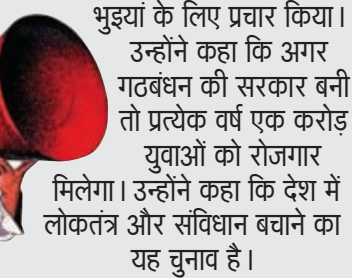 भुइयां के लिए प्रचार किया।
उन्होंने कहा कि अगर
गठबंधन की सरकार बनी
तो प्रत्येक वर्ष एक करोड़
युवाओं को रोजगार
मिलेगा। उन्होंने कहा कि देश में
लोकतंत्र और संविधान बचाने का
यह चुनाव है।